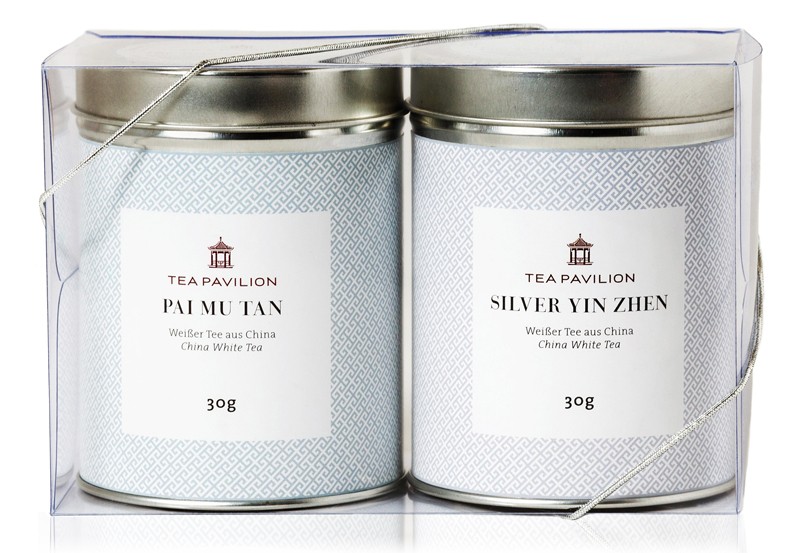 TEA PAVILION
PAI MU TAN
Weißer Tee aus China
China White Tea
30g
TEA PAVILION
SILVER YIN ZHEN
Weißer Tee aus China
China White Tea
30g